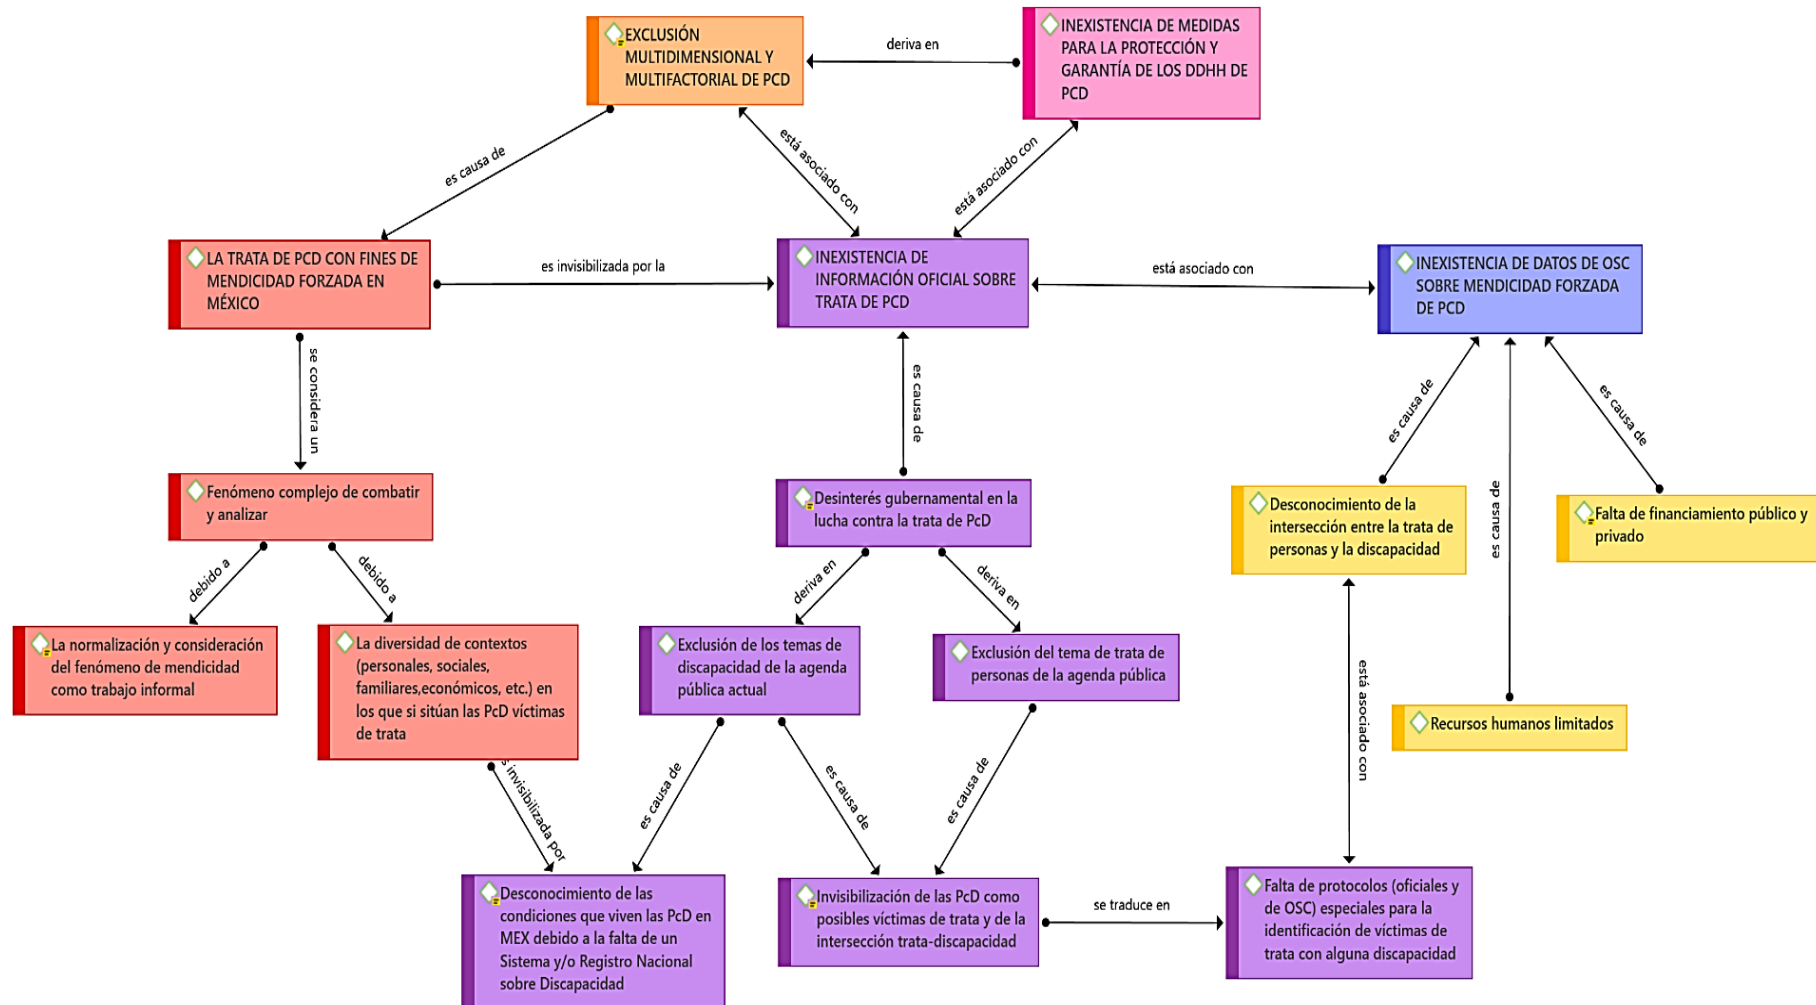 EXCLUSIÓN
MULTIDIMENSIONAL Y
MULTIFACTORIAL DE PCD
deriva en
INEXISTENCIA DE MEDIDAS
PARA LA PROTECCIÓN Y
GARANTÍA DE LOS DDHH DE
PCD
es causa de
está asociado con
está asociado con
LA TRATA DE PCD CON FINES DE
MENDICIDAD FORZADA EN
MÉXICO
es invisibilizada por la
INEXISTENCIA DE
INFORMACIÓN OFICIAL SOBRE
TRATA DE PCD
está asociado con
INEXISTENCIA DE DATOS DE OSC
SOBRE MENDICIDAD FORZADA
DE PCD
se considera un
es causa de
es causa de
es causa de
es causa de
Fenómeno complejo de combatir
y analizar
Desinterés gubernamental en la
lucha contra la trata de PcD
Desconocimiento de la
intersección entre la trata de
personas y la discapacidad
Falta de financiamiento público y
privado
debido a
debido a
deriva en
deriva en
La normalización y consideración
del fenómeno de mendicidad
como trabajo informal
La diversidad de contextos
(personales, sociales,
familiares,económicos, etc.) en
los que si sitúan las PcD víctimas
de trata
Exclusión de los temas de
discapacidad de la agenda
pública actual
Exclusión del tema de trata de
personas de la agenda pública
está asociado con
Recursos humanos limitados
s invisibilizada por
es causa de
es causa de
es causa de
Desconocimiento de las
condiciones que viven las PcD en
MEX debido a la falta de un
Sistema y/o Registro Nacional
sobre Discapacidad
Invisibilización de las PcD como
posibles víctimas de trata y de la
intersección trata-discapacidad
se traduce en
Falta de protocolos (oficiales y
de OSC) especiales para la
identificación de víctimas de
trata con alguna discapacidad